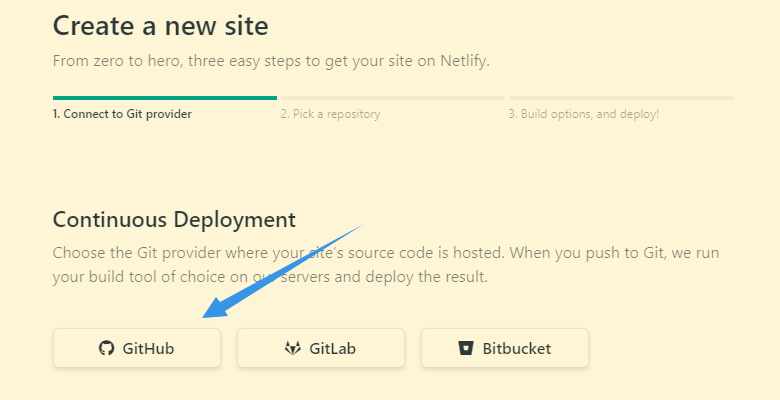 Create a new site
From zero to hero, three easy steps to get your site on Netlify.
1. Connect to Git provider
2. Pick a repository
3. Build options, and deploy!
Continuous Deployment
Choose the Git provider where your site's source code is hosted. When you push to Git, we run
your build tool of choice on our servers and deploy the result.
GitHub
GitLab
Bitbucket